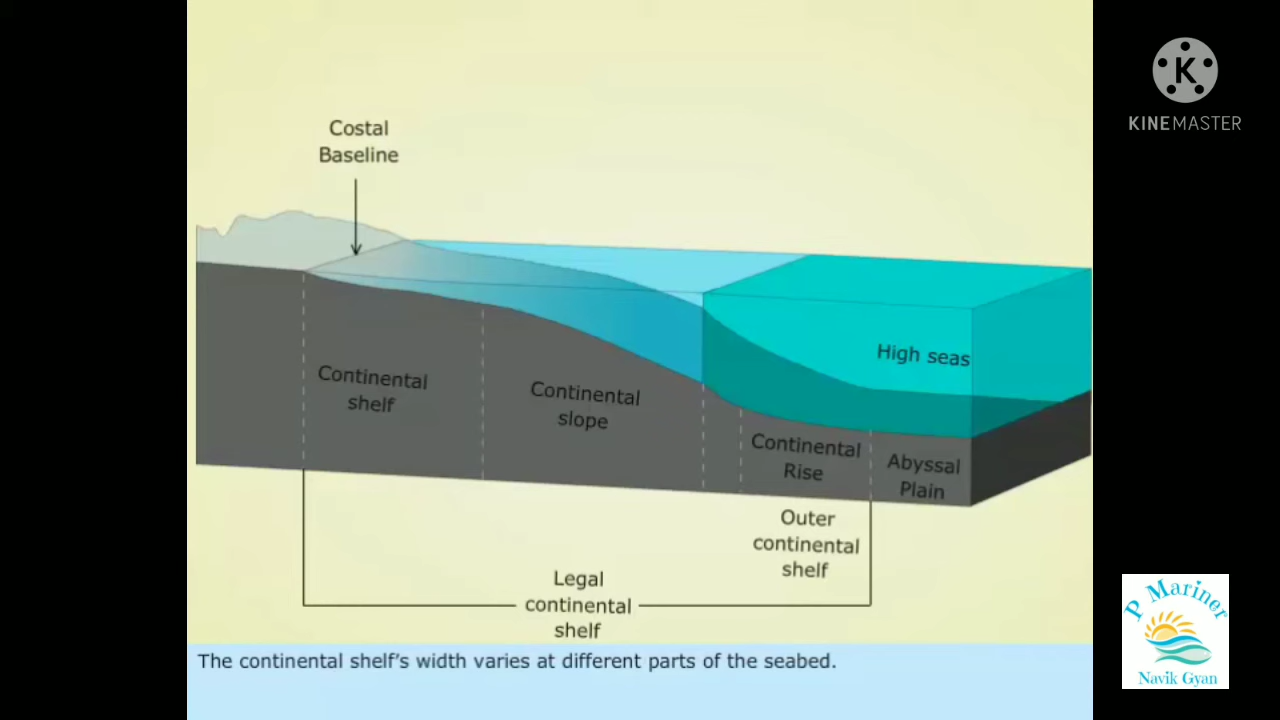 Costal
Baseline
High seas
Continental
shelf
Continental
slope
Continental
Rise
Abyssal
Plain
Outer
continental
shelf
Legal
continental
shelf
The continental shelf's width varies at different parts of the seabed.
K
KINEMASTER
P Mariner
Navik Gyan